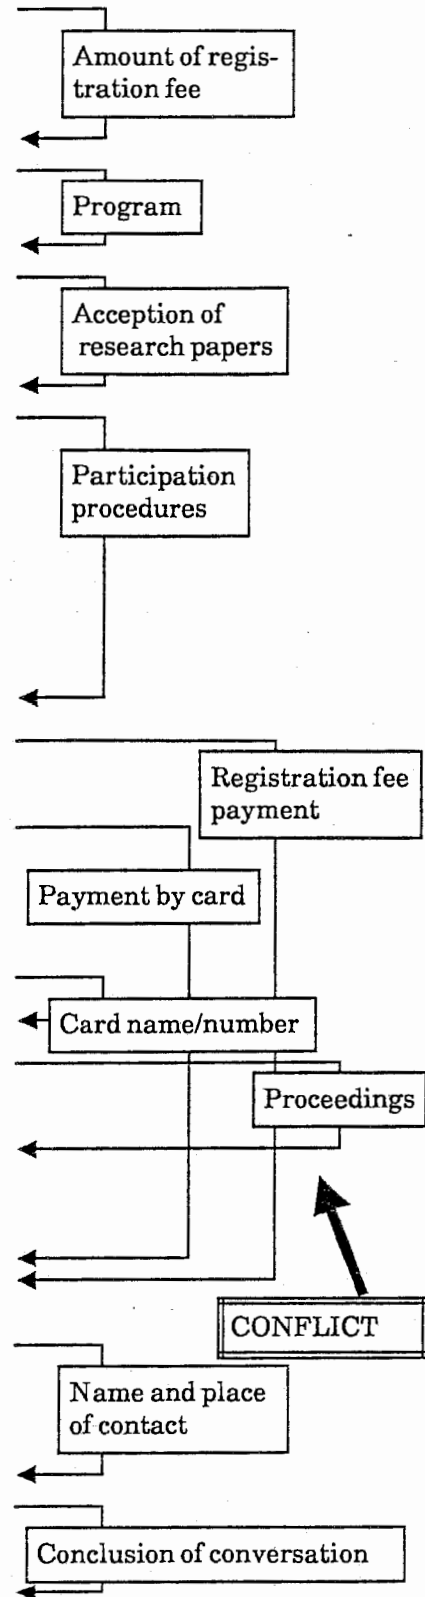 Amount of regis-
tration fee
Program
Acception of
research papers
Participation
procedures
Registration fee
payment
Payment by card
Card name/number
Proceedings
CONFLICT
Name and place
of contact
Conclusion of conversation